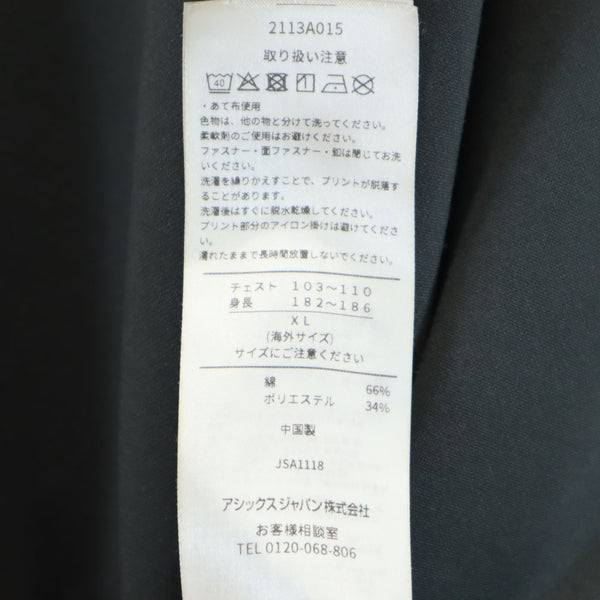 2113A015
取り扱い注意
40
・あて布使用
色物は、他の物と分けて洗ってください。
柔軟剤のご使用はお避けください。
ファスナー・面ファスナー・釦は閉じてお洗
いください。
洗濯を繰りかえすことで、プリントが脱落す
ることがあります。
洗濯後はすぐに脱水乾燥してください。
プリント部分のアイロン掛けは避けてくださ
い。
濡れたままで長時間放置しないでください。
チェスト 103～110
身長 182～186
XL
(海外サイズ)
サイズにご注意ください
綿 66%
ポリエステル 34%
中国製
JSA1118
アシックスジャパン株式会社
お客様相談室
TEL 0120-068-806